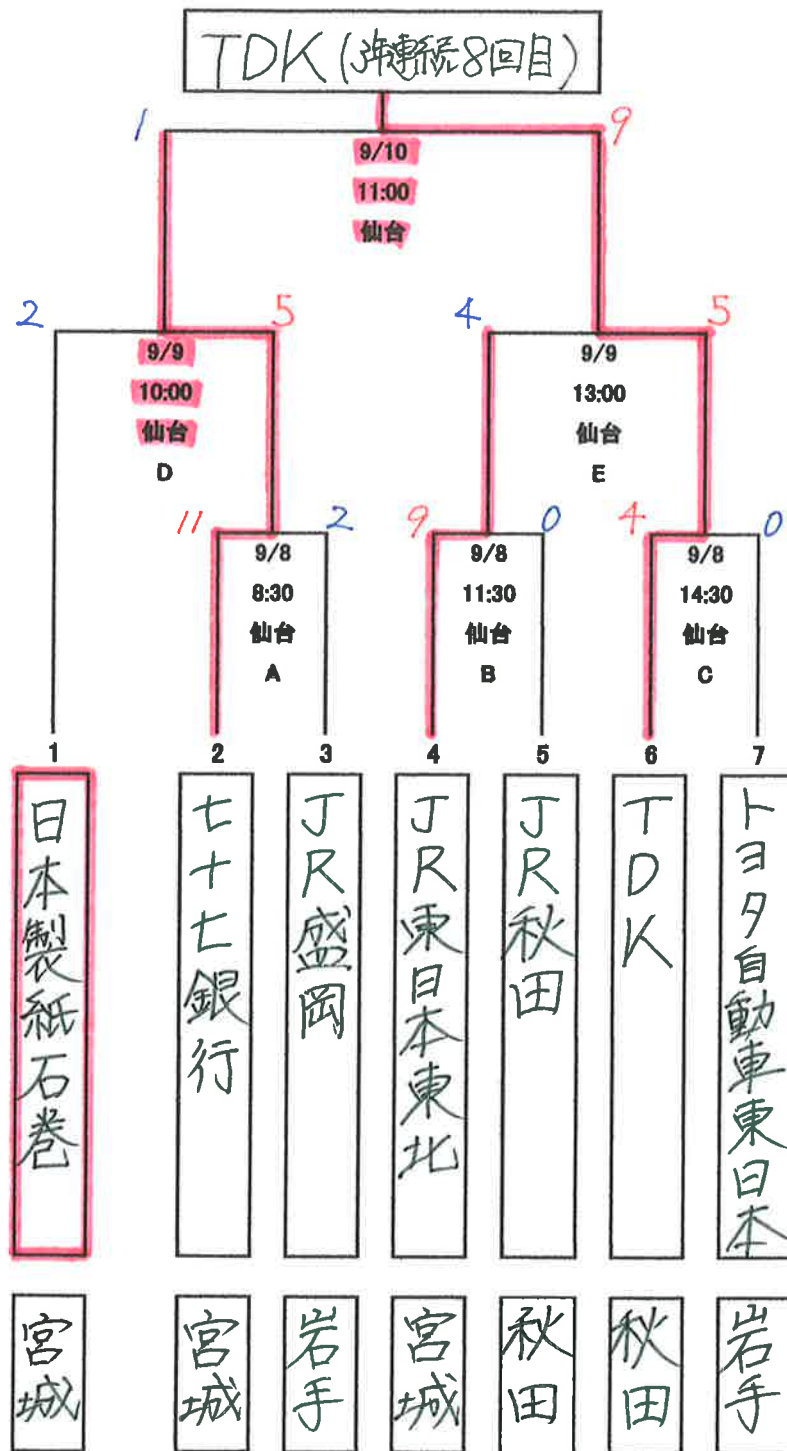 TDK(3年連続8回目)
1 9
9/10
11:00
仙台
2 5 4 5
9/9
10:00
仙台
D
9/9
13:00
仙台
E
11 2 9 0 4 0
9/8
8:30
仙台
A
9/8
11:30
仙台
B
9/8
14:30
仙台
C
1 2 3 4 5 6 7
日本製紙石巻
七十七銀行
JR盛岡
JR東日本東北
JR秋田
TDK
トヨタ自動車東日本
宮城
宮城
岩手
宮城
秋田
秋田
岩手